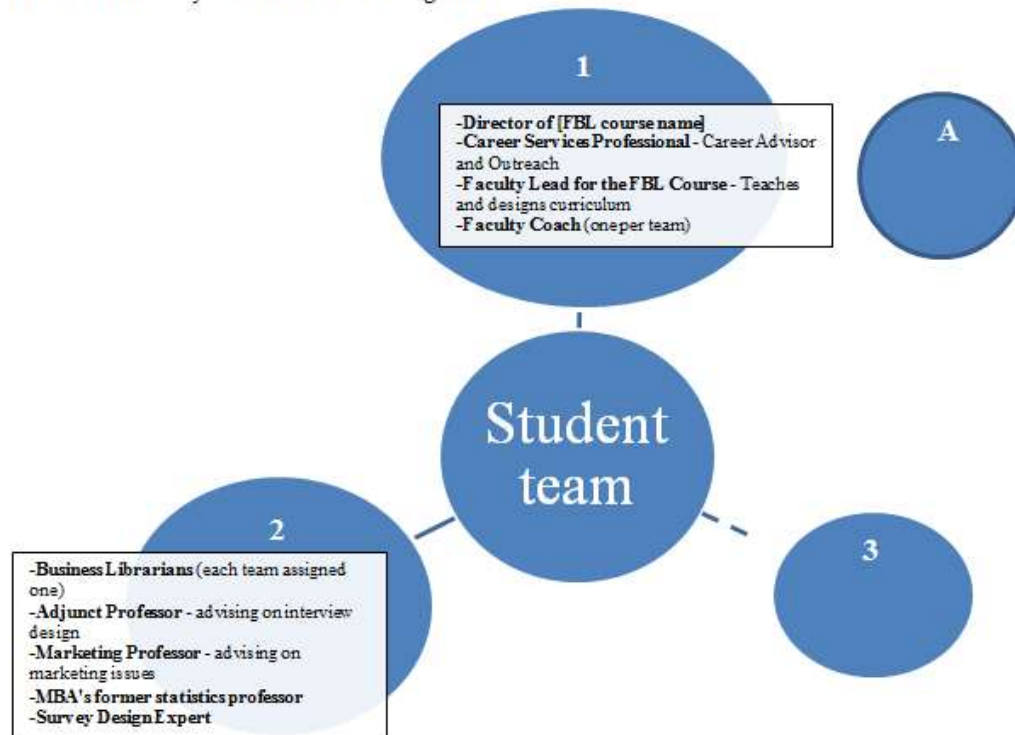 1
-Director of [FBL course name]
-Career Services Professional - Career Advisor
and Outreach
-Faculty Lead for the FBL Course - Teaches
and designs curriculum
-Faculty Coach (one per team)
A
Student
team
2
-Business Librarians (each team assigned
one)
-Adjunct Professor - advising on interview
design
-Marketing Professor - advising on
marketing issues
-MBA's former statistics professor
-Survey Design Expert
3